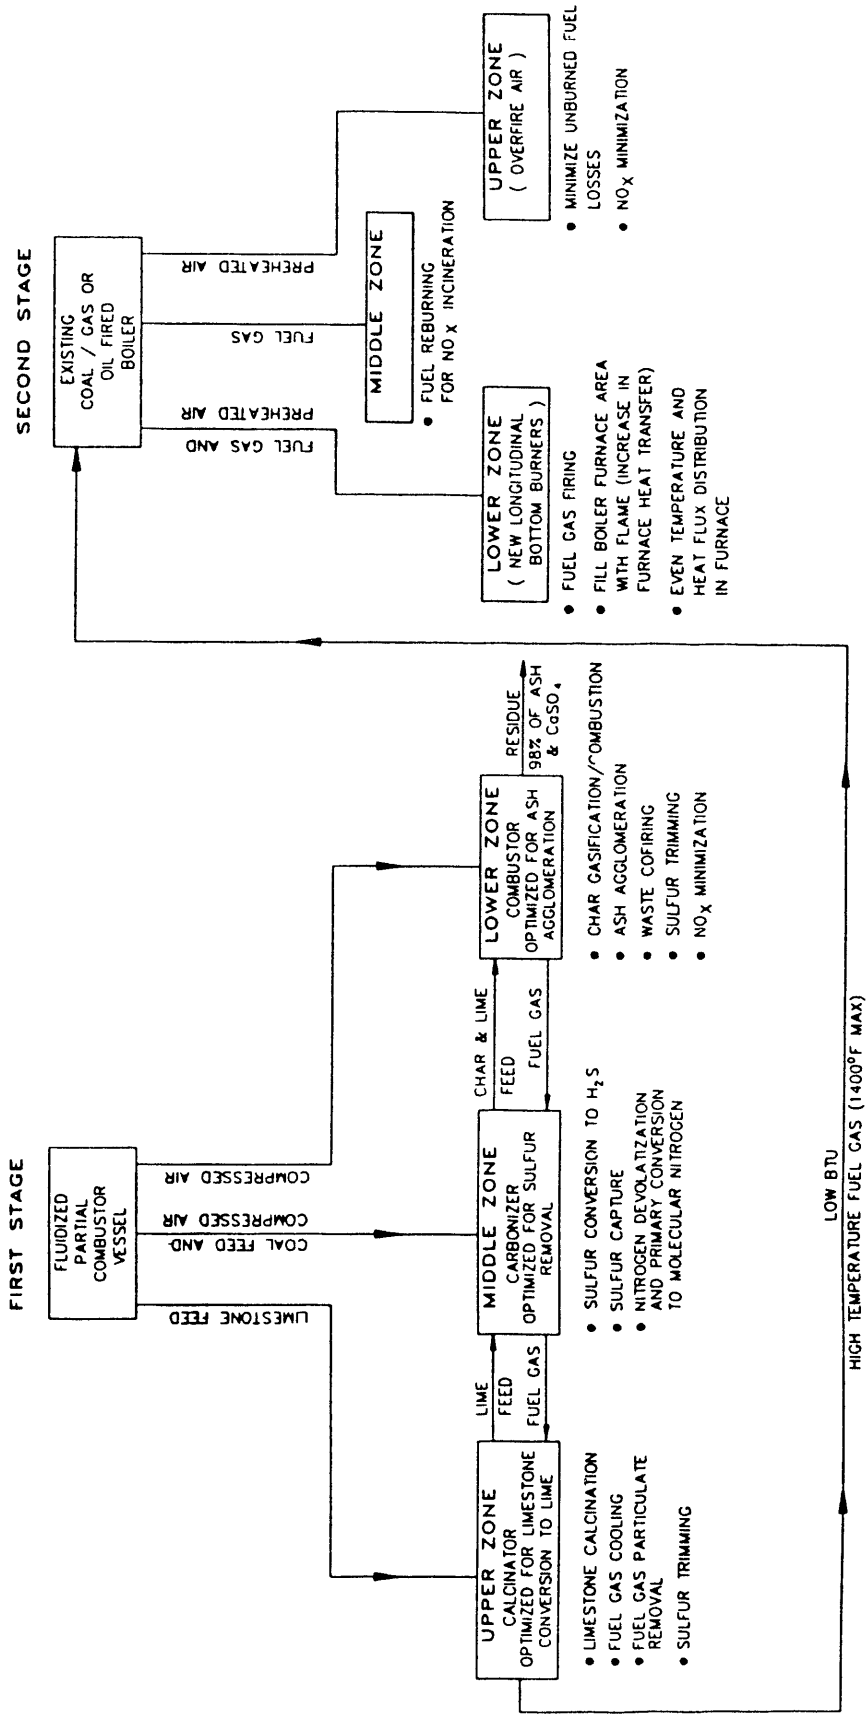 FIRST STAGE
FLUIDIZED
PARTIAL
COMBUSTOR
VESSEL
LIMESTONE FEED
COAL FEED AND
COMPRESSED AIR
COMPRESSED AIR
UPPER ZONE
CALCINATOR
OPTIMIZED FOR LIMESTONE
CONVERSION TO LIME
LIME
FEED
FUEL GAS
MIDDLE ZONE
CARBONIZER
OPTIMIZED FOR SULFUR
REMOVAL
CHAR & LIME
FEED
FUEL GAS
LOWER ZONE
COMBUSTOR
OPTIMIZED FOR ASH
AGGLOMERATION
RESIDUE
98% OF ASH
& CaSO₄
• LIMESTONE CALCINATION
• FUEL GAS COOLING
• FUEL GAS PARTICULATE
REMOVAL
• SULFUR TRIMMING
• SULFUR CONVERSION TO H₂S
• SULFUR CAPTURE
• NITROGEN DEVOLATIZATION
AND PRIMARY CONVERSION
TO MOLECULAR NITROGEN
• CHAR GASIFICATION/COMBUSTION
• ASH AGGLOMERATION
• WASTE COFIRING
• SULFUR TRIMMING
• NOX MINIMIZATION
LOW BTU
HIGH TEMPERATURE FUEL GAS (1400°F MAX)
SECOND STAGE
EXISTING
COAL / GAS OR
OIL FIRED
BOILER
FUEL GAS AND
PREHEATED AIR
FUEL GAS
PREHEATED AIR
LOWER ZONE
( NEW LONGITUDINAL
BOTTOM BURNERS )
• FUEL GAS FIRING
• FILL BOILER FURNACE AREA
WITH FLAME (INCREASE IN
FURNACE HEAT TRANSFER)
• EVEN TEMPERATURE AND
HEAT FLUX DISTRIBUTION
IN FURNACE
MIDDLE ZONE
• FUEL REBURNING
FOR NO X INCINERATION
UPPER ZONE
( OVERFIRE AIR )
• MINIMIZE UNBURNED FUEL
LOSSES
• NOX MINIMIZATION